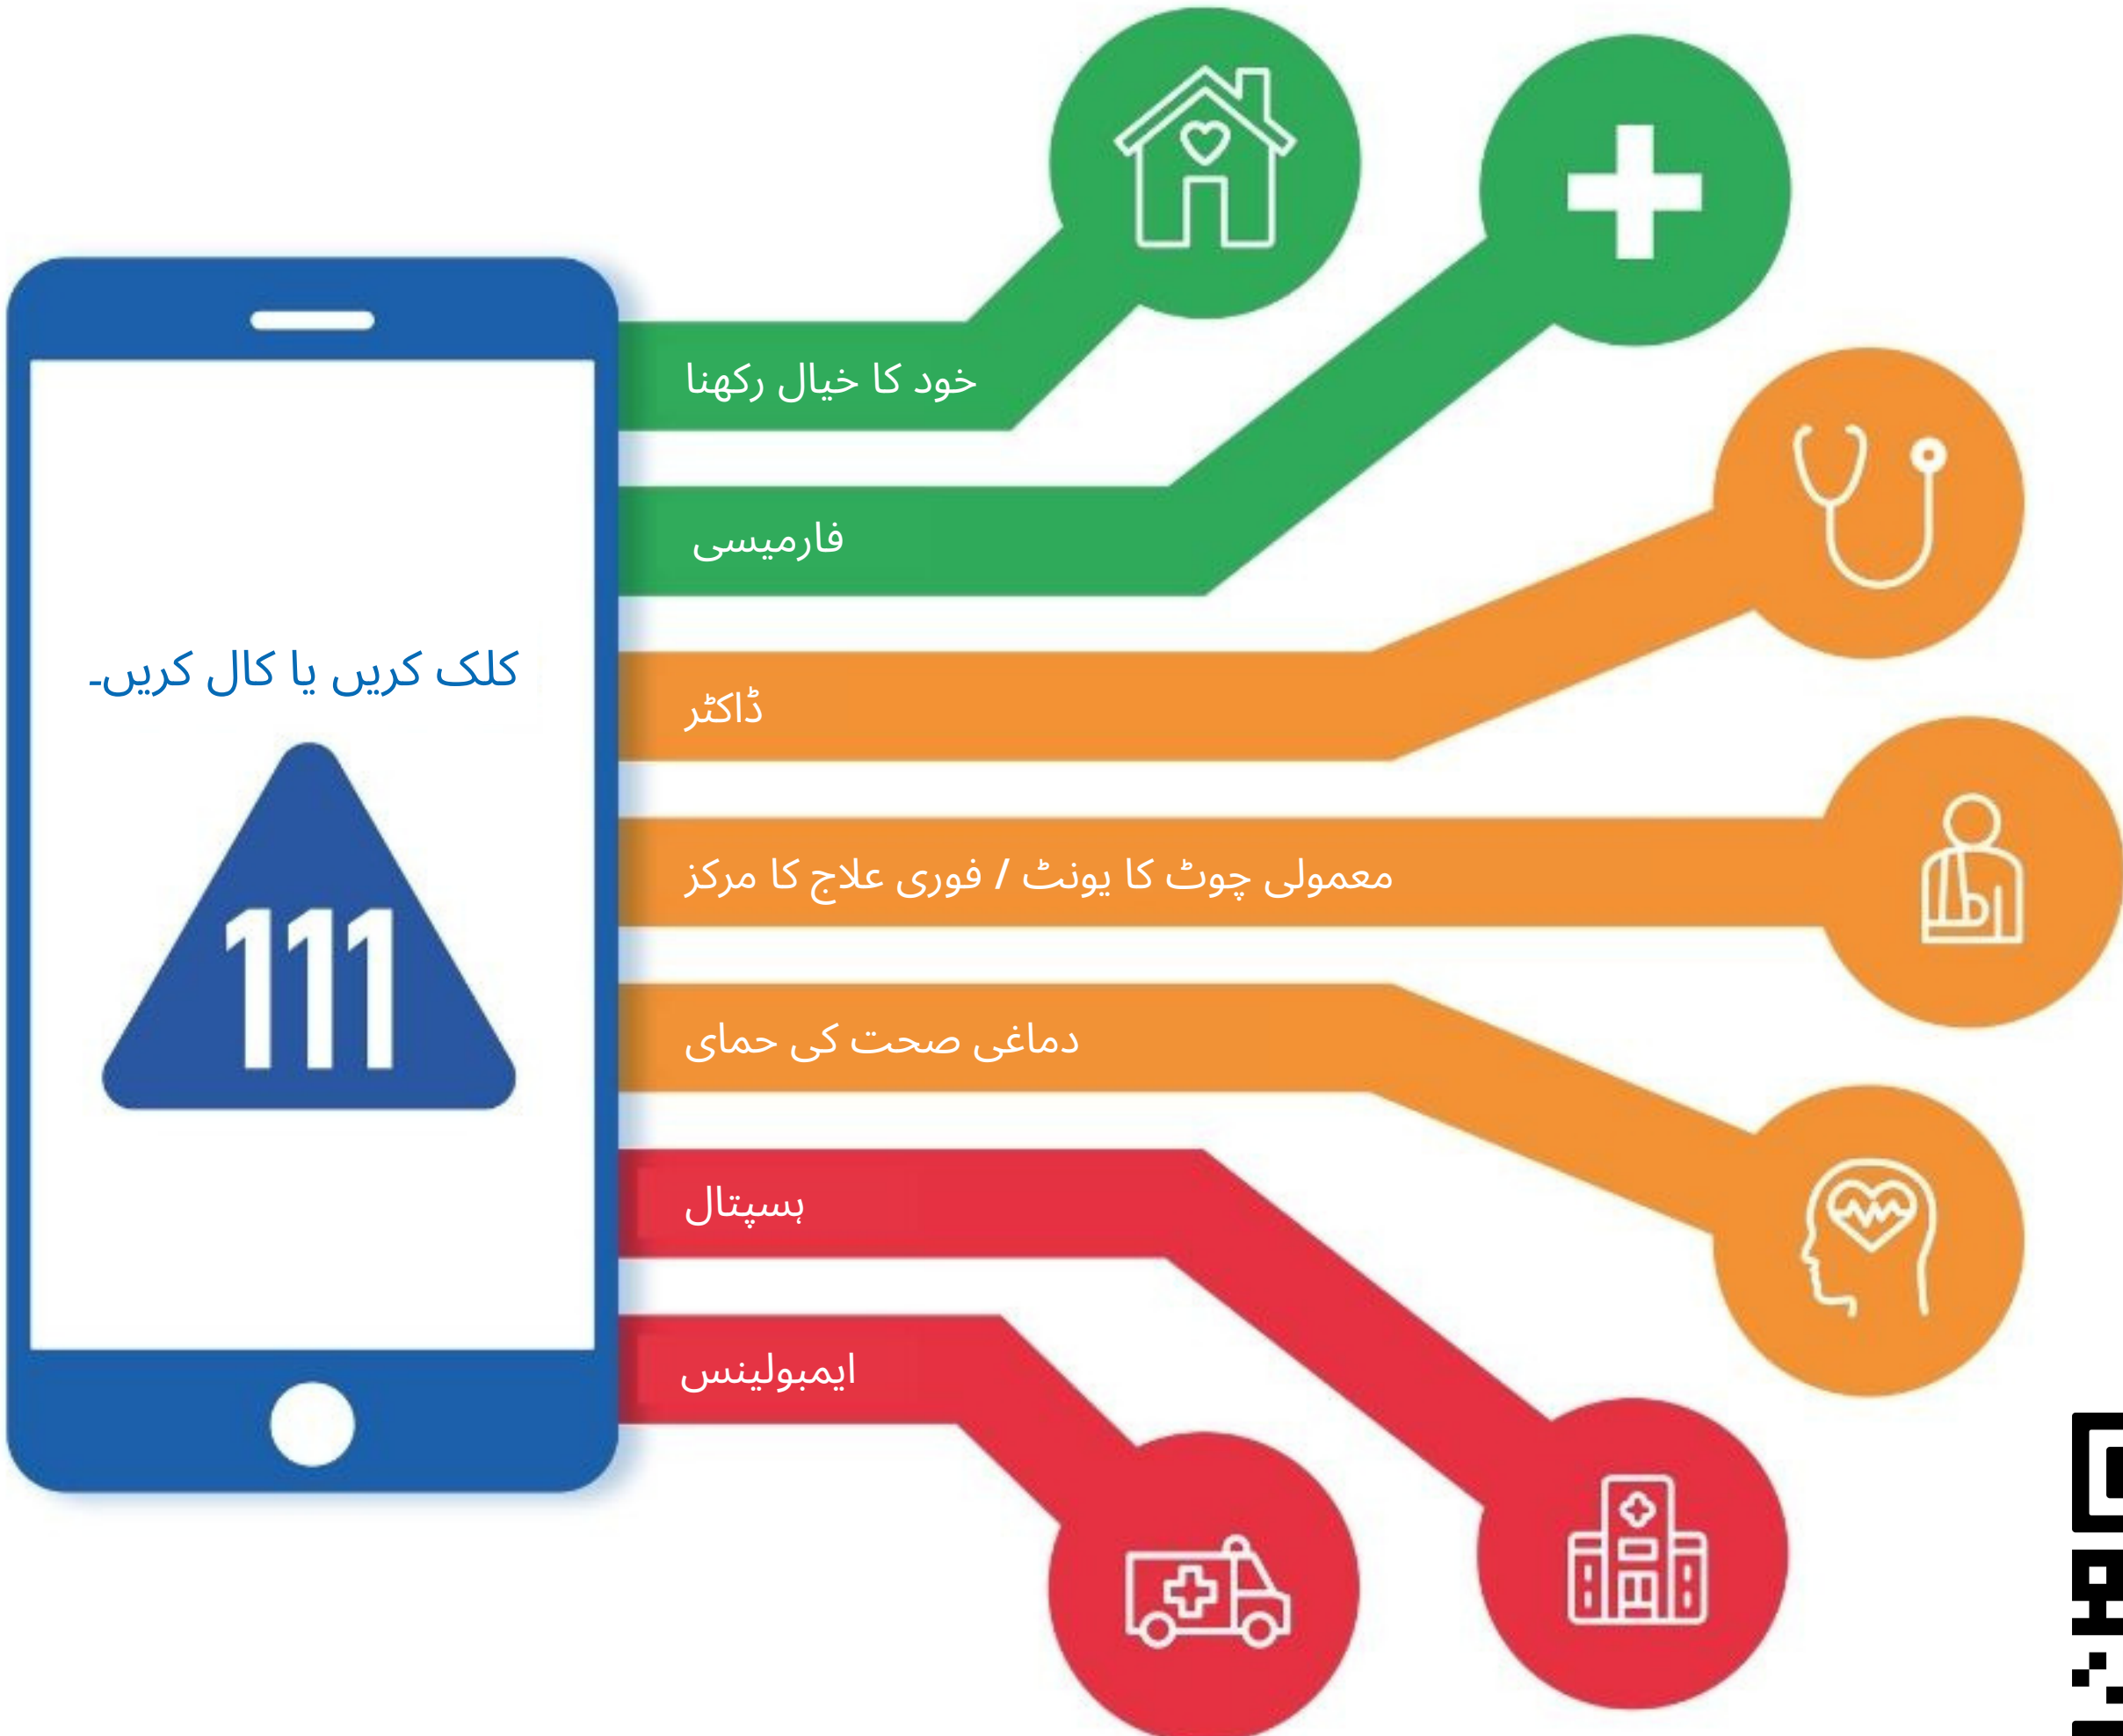 خود کا خیال رکھنا
فارمیسی
کلک کریں یا کال کریں۔
111
ڈاکٹر
معمولی چوٹ کا یونٹ / فوری علاج کا مرکز
دماغی صحت کی حمای
ہسپتال
ایمبولینس